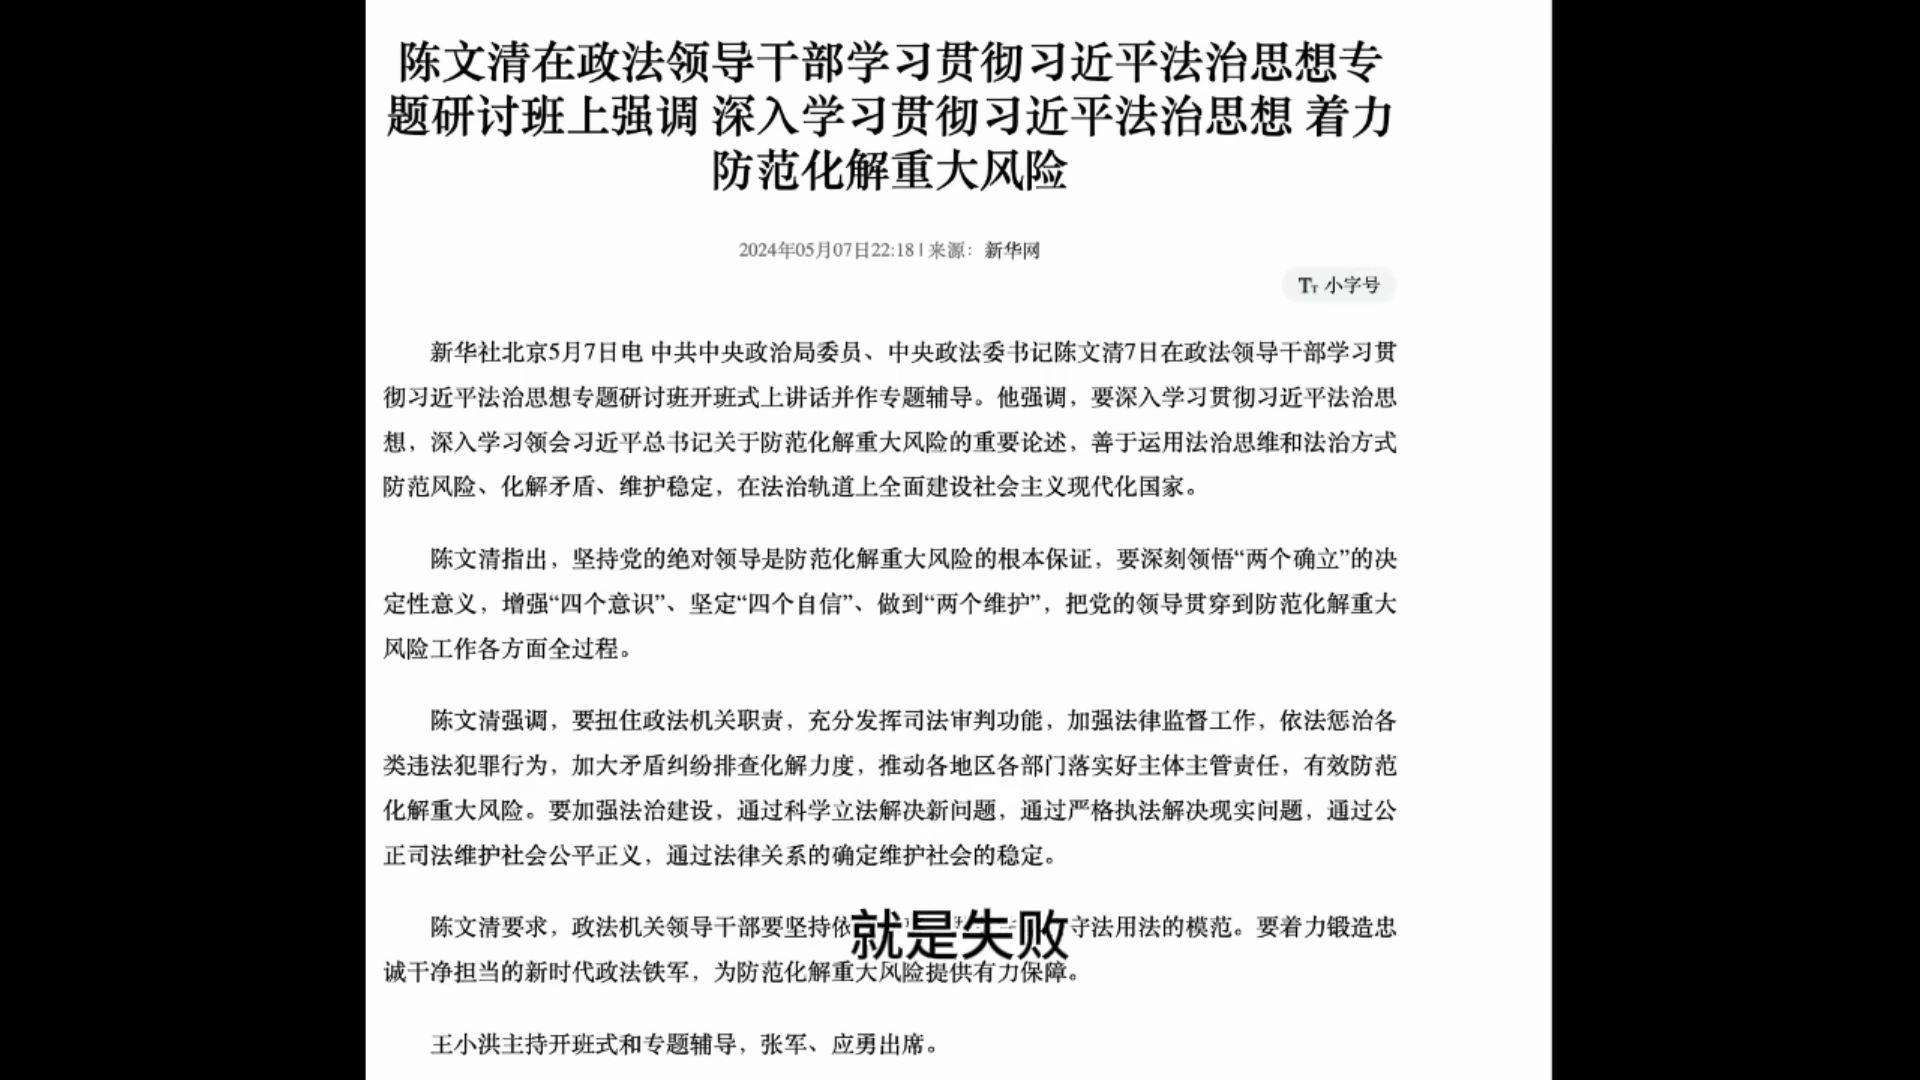 陈文清在政法领导干部学习贯彻习近平法治思想专
题研讨班上强调 深入学习贯彻习近平法治思想 着力
防范化解重大风险
2024年05月07日22:18 | 来源：新华网
TT 小字号
新华社北京5月7日电 中共中央政治局委员、中央政法委书记陈文清7日在政法领导干部学习贯
彻习近平法治思想专题研讨班开班式上讲话并作专题辅导。他强调，要深入学习贯彻习近平法治思
想，深入学习领会习近平总书记关于防范化解重大风险的重要论述，善于运用法治思维和法治方式
防范风险、化解矛盾、维护稳定，在法治轨道上全面建设社会主义现代化国家。
陈文清指出，坚持党的绝对领导是防范化解重大风险的根本保证，要深刻领悟“两个确立”的决
定性意义，增强“四个意识”、坚定“四个自信”、做到“两个维护”，把党的领导贯穿到防范化解重大
风险工作各方面全过程。
陈文清强调，要扭住政法机关职责，充分发挥司法审判功能，加强法律监督工作，依法惩治各
类违法犯罪行为，加大矛盾纠纷排查化解力度，推动各地区各部门落实好主体主管责任，有效防范
化解重大风险。要加强法治建设，通过科学立法解决新问题，通过严格执法解决现实问题，通过公
正司法维护社会公平正义，通过法律关系的确定维护社会的稳定。
陈文清要求，政法机关领导干部要坚持依 守法用法的模范。要着力锻造忠
就是失败
诚干净担当的新时代政法铁军，为防范化解重大风险提供有力保障。
王小洪主持开班式和专题辅导，张军、应勇出席。